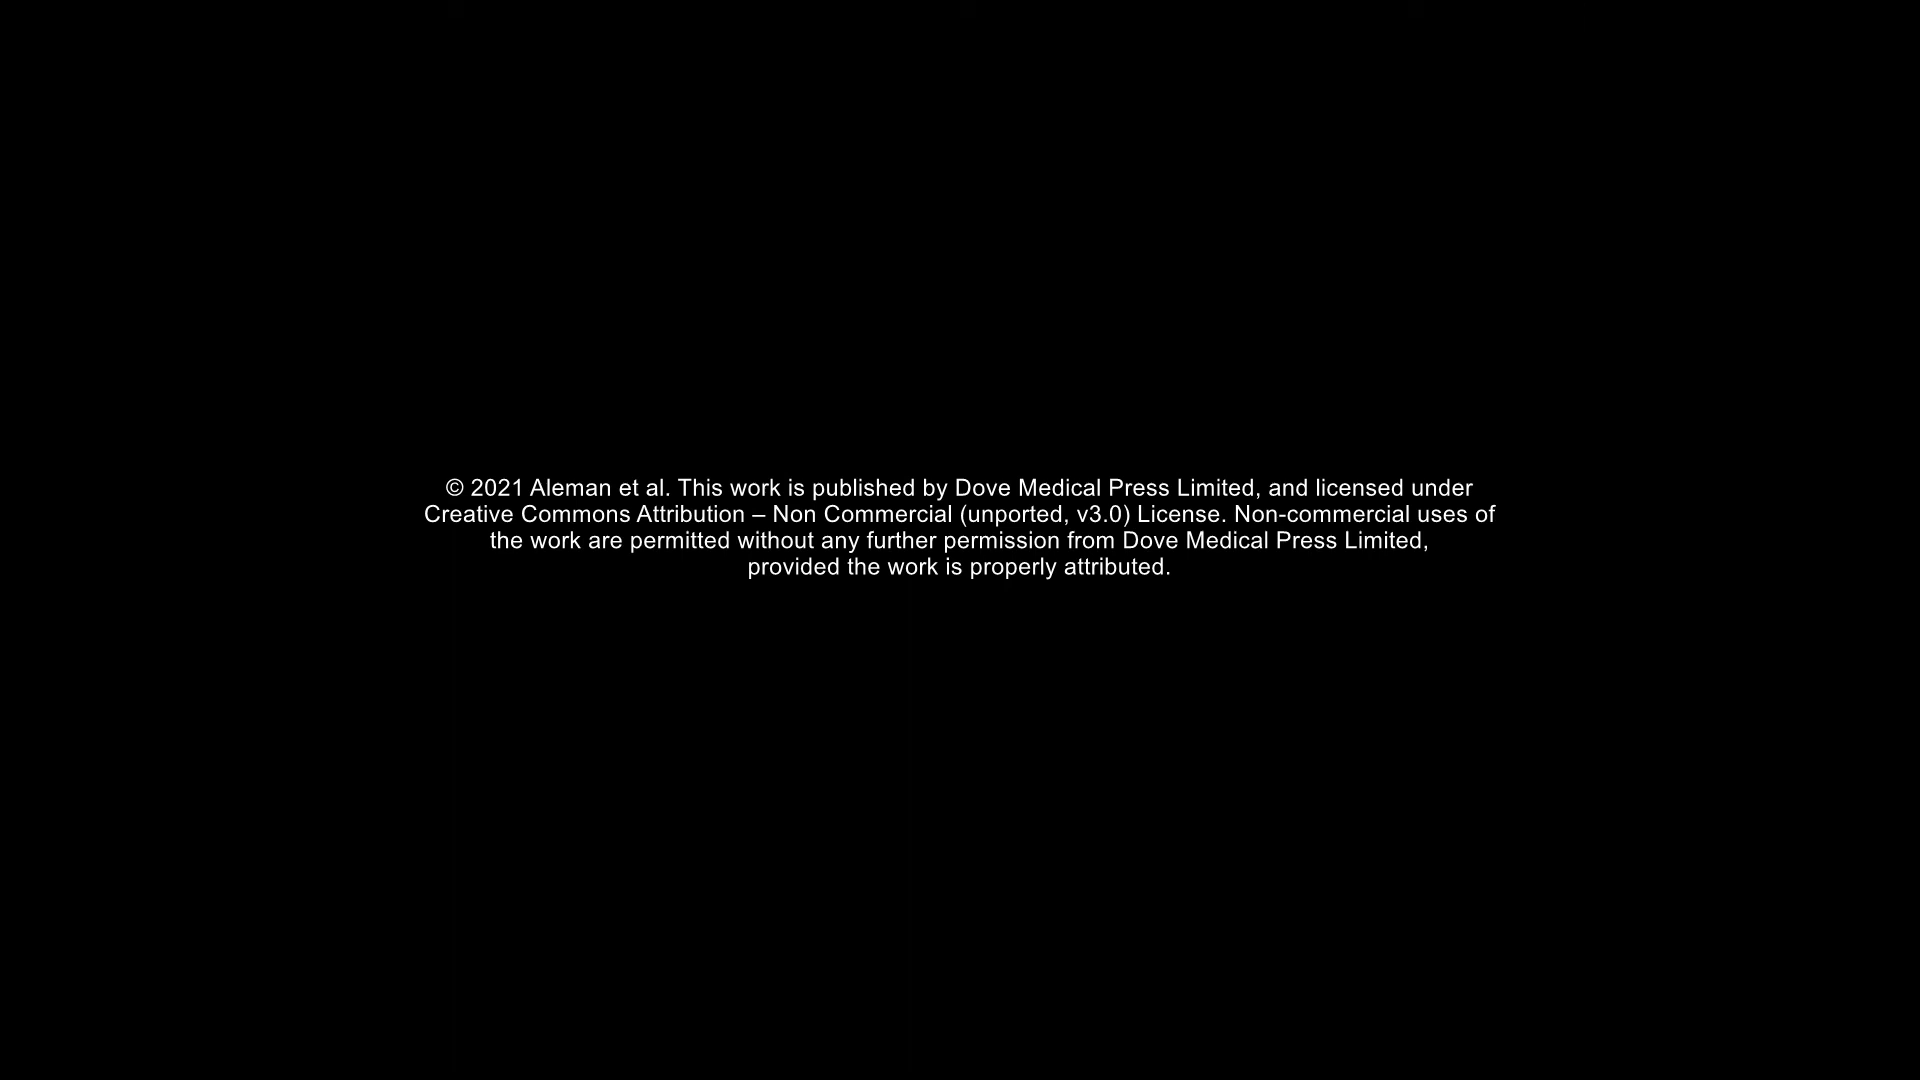 © 2021 Aleman et al. This work is published by Dove Medical Press Limited, and licensed under
Creative Commons Attribution – Non Commercial (unported, v3.0) License. Non-commercial uses of
the work are permitted without any further permission from Dove Medical Press Limited,
provided the work is properly attributed.